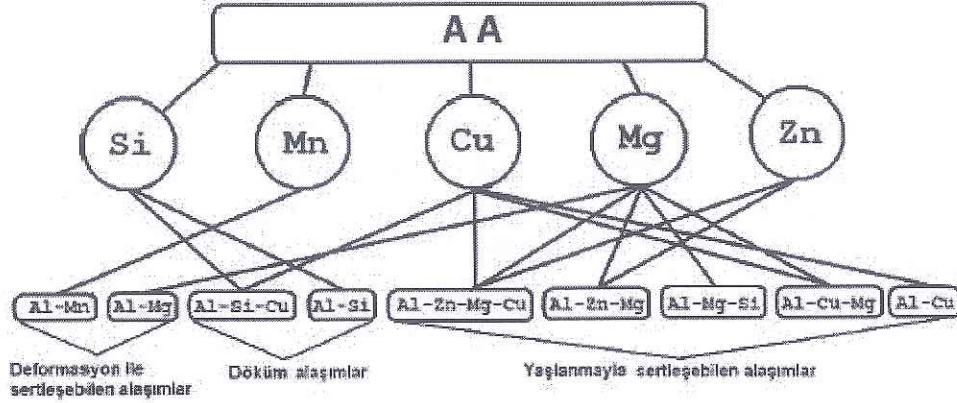 A A
Si Mn Cu Mg Zn
Al-Mn Al-Mg Al-Si-Cu Al-Si Al-Zn-Mg-Cu Al-Zn-Mg Al-Mg-Si Al-Cu-Mg Al-Cu
Deformasyon ile
sertleşebilen alaşımlar
Döküm alaşımlar
Yaşlanmayla sertleşebilen alaşımlar